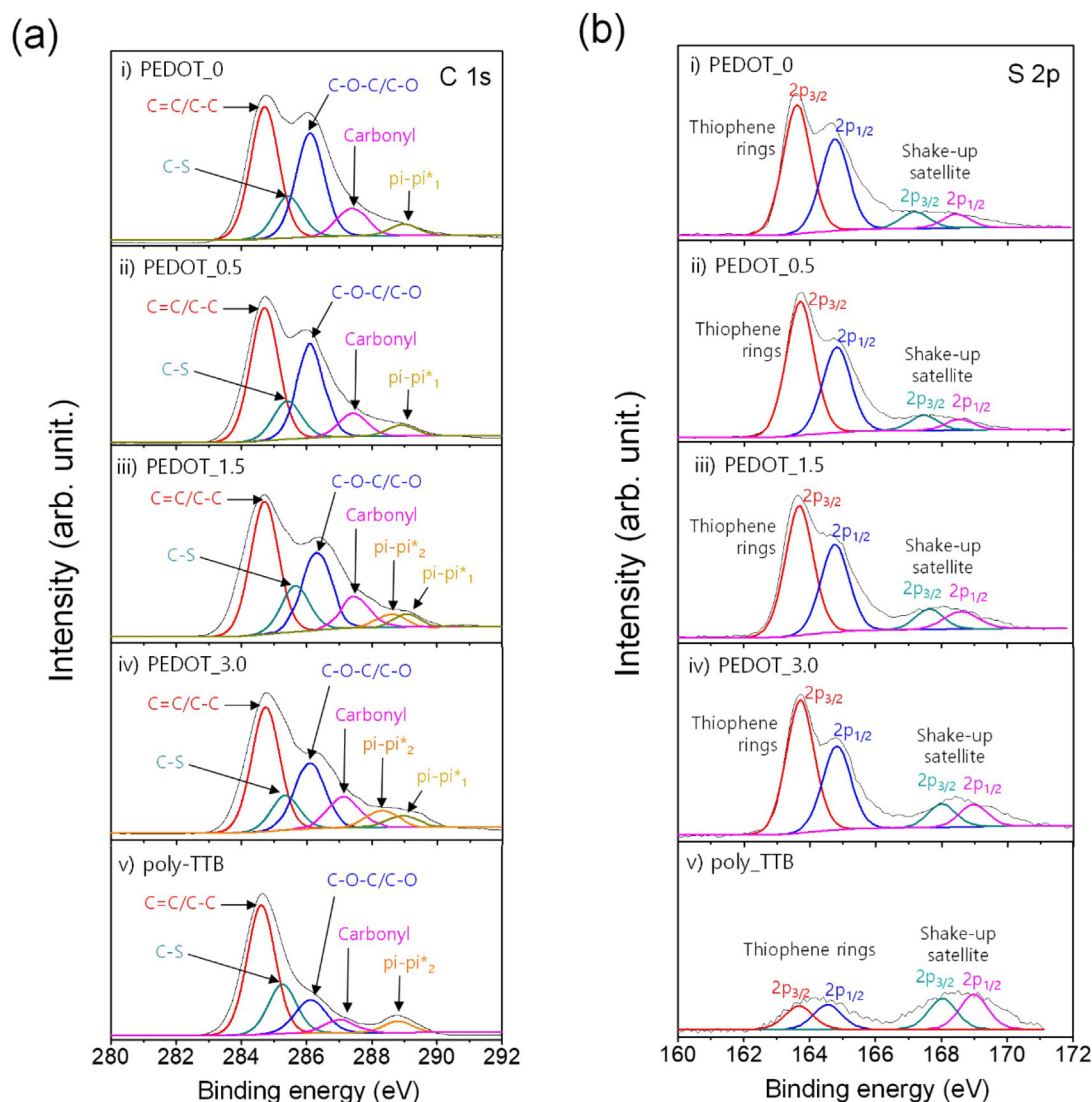 (a)
Intensity (arb. unit.)
i) PEDOT_0
C 1s
C=C/C-C
C-O-C/C-O
C-S
Carbonyl
pi-pi*₁
ii) PEDOT_0.5
C=C/C-C
C-O-C/C-O
C-S
Carbonyl
pi-pi*₁
iii) PEDOT_1.5
C=C/C-C
C-O-C/C-O
C-S
Carbonyl
pi-pi*₂
pi-pi*₁
iv) PEDOT_3.0
C=C/C-C
C-O-C/C-O
C-S
Carbonyl
pi-pi*₂
pi-pi*₁
v) poly-TTB
C=C/C-C
C-O-C/C-O
C-S
Carbonyl
pi-pi*₂
280 282 284 286 288 290 292
Binding energy (eV)
(b)
Intensity (arb. unit.)
i) PEDOT_0
S 2p
2p₃/₂
Thiophene
rings
2p₁/₂
Shake-up
satellite
2p₃/₂
2p₁/₂
ii) PEDOT_0.5
2p₃/₂
Thiophene
rings
2p₁/₂
Shake-up
satellite
2p₃/₂
2p₁/₂
iii) PEDOT_1.5
2p₃/₂
Thiophene
rings
2p₁/₂
Shake-up
satellite
2p₃/₂
2p₁/₂
iv) PEDOT_3.0
2p₃/₂
Thiophene
rings
2p₁/₂
Shake-up
satellite
2p₃/₂
2p₁/₂
v) poly_TTB
Thiophene rings
2p₃/₂
2p₁/₂
Shake-up
satellite
2p₃/₂
2p₁/₂
160 162 164 166 168 170 172
Binding energy (eV)